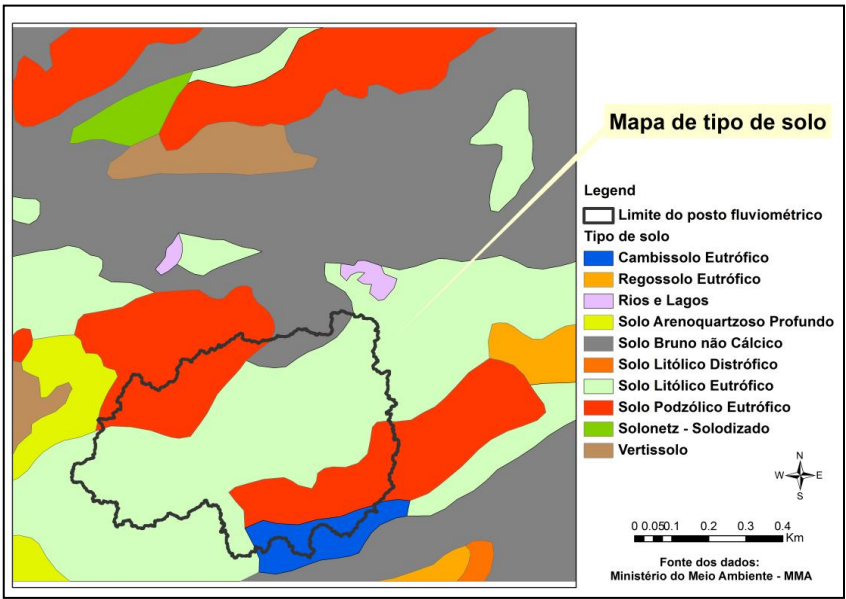 Mapa de tipo de solo
Legend
Limite do posto fluviométrico
Tipo de solo
Cambissolo Eutrófico
Regossolo Eutrófico
Rios e Lagos
Solo Arenoquartzoso Profundo
Solo Bruno não Cálcico
Solo Litólico Distrófico
Solo Litólico Eutrófico
Solo Podzólico Eutrófico
Solonetz - Solodizado
Vertissolo
N
W E
S
0 0.050.1 0.2 0.3 0.4
Km
Fonte dos dados:
Ministério do Meio Ambiente - MMA